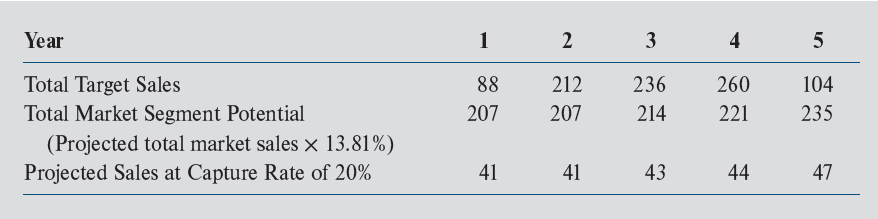 Year 1 2 3 4 5
Total Target Sales 88 212 236 260 104
Total Market Segment Potential 207 207 214 221 235
(Projected total market sales × 13.81%)
Projected Sales at Capture Rate of 20% 41 41 43 44 47